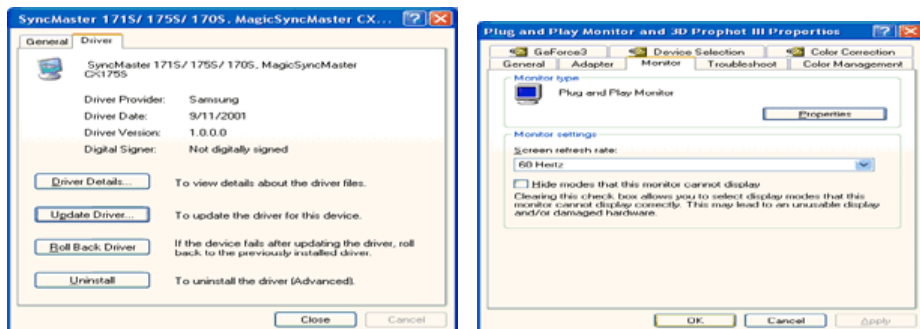 SyncMaster 171S/ 175S/ 170S, MagicSyncMaster CX...
General Driver
SyncMaster 171S/ 175S/ 170S, MagicSyncMaster
CX175S
Driver Provider: Samsung
Driver Date: 9/11/2001
Driver Version: 1.0.0.0
Digital Signer: Not digitally signed
Driver Details... To view details about the driver files.
Update Driver... To update the driver for this device.
Roll Back Driver If the device fails after updating the driver, roll
back to the previously installed driver.
Uninstall To uninstall the driver (Advanced).
Close Cancel
Plug and Play Monitor and 3D Prophet III Properties
GeForce3 Device Selection Color Correction
General Adapter Monitor Troubleshoot Color Management
Monitor type
Plug and Play Monitor
Properties
Monitor settings
Screen refresh rate:
60 Hertz
Hide modes that this monitor cannot display
Clearing this check box allows you to select display modes that this
monitor cannot display correctly. This may lead to an unusable display
and/or damaged hardware.
OK Cancel Apply